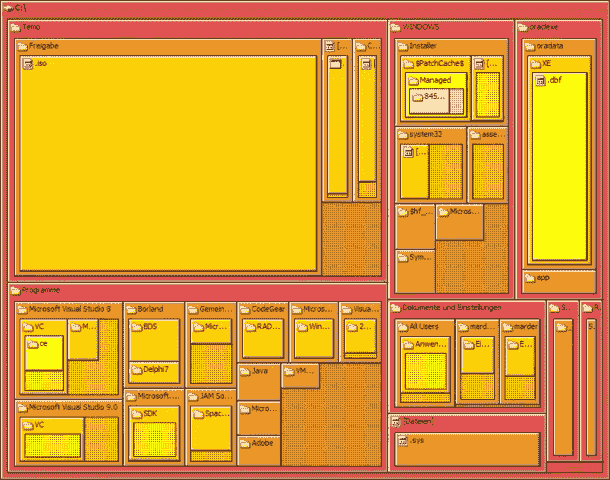 C:\
Temp
Freigabe
.iso
[...
C...
[
WINDOWS
Installer
$PatchCache$
Managed
845...
[...
system32
[...
asse...
$hf_...
Micros...
Sym...
oraclexe
oradata
XE
.dbf
app
Programme
Microsoft Visual Studio 8
VC
ce
M...
Microsoft Visual Studio 9.0
VC
Borland
BDS
Delphi7
Microsoft...
SDK
Gemein...
Micr...
JAM So...
Spac...
CodeGear
RAD...
Micros...
Win...
Visua...
2...
Java
VM...
Micro...
Adobe
Dokumente und Einstellungen
All Users
Anwen...
mard...
Ei...
marder
E...
[Dateien]
.sys
S...